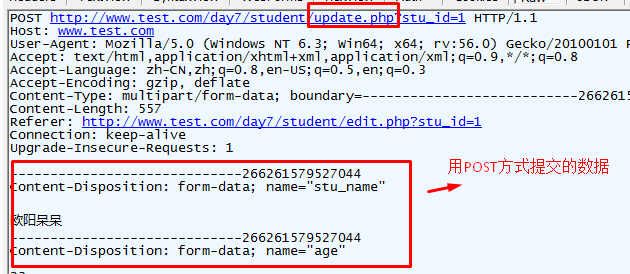 POST http://www.test.com/day7/student/update.php?stu_id=1 HTTP/1.1
Host: www.test.com
User-Agent: Mozilla/5.0 (Windows NT 6.3; Win64; x64; rv:56.0) Gecko/20100101
Accept: text/html,application/xhtml+xml,application/xml;q=0.9,*/*;q=0.8
Accept-Language: zh-CN,zh;q=0.8,en-US;q=0.5,en;q=0.3
Accept-Encoding: gzip, deflate
Content-Type: multipart/form-data; boundary=---------------------------2662615
Content-Length: 557
Referer: http://www.test.com/day7/student/edit.php?stu_id=1
Connection: keep-alive
Upgrade-Insecure-Requests: 1
-----------------------------266261579527044
Content-Disposition: form-data; name="stu_name"
用POST方式提交的数据
欧阳呆呆
-----------------------------266261579527044
Content-Disposition: form-data; name="age"